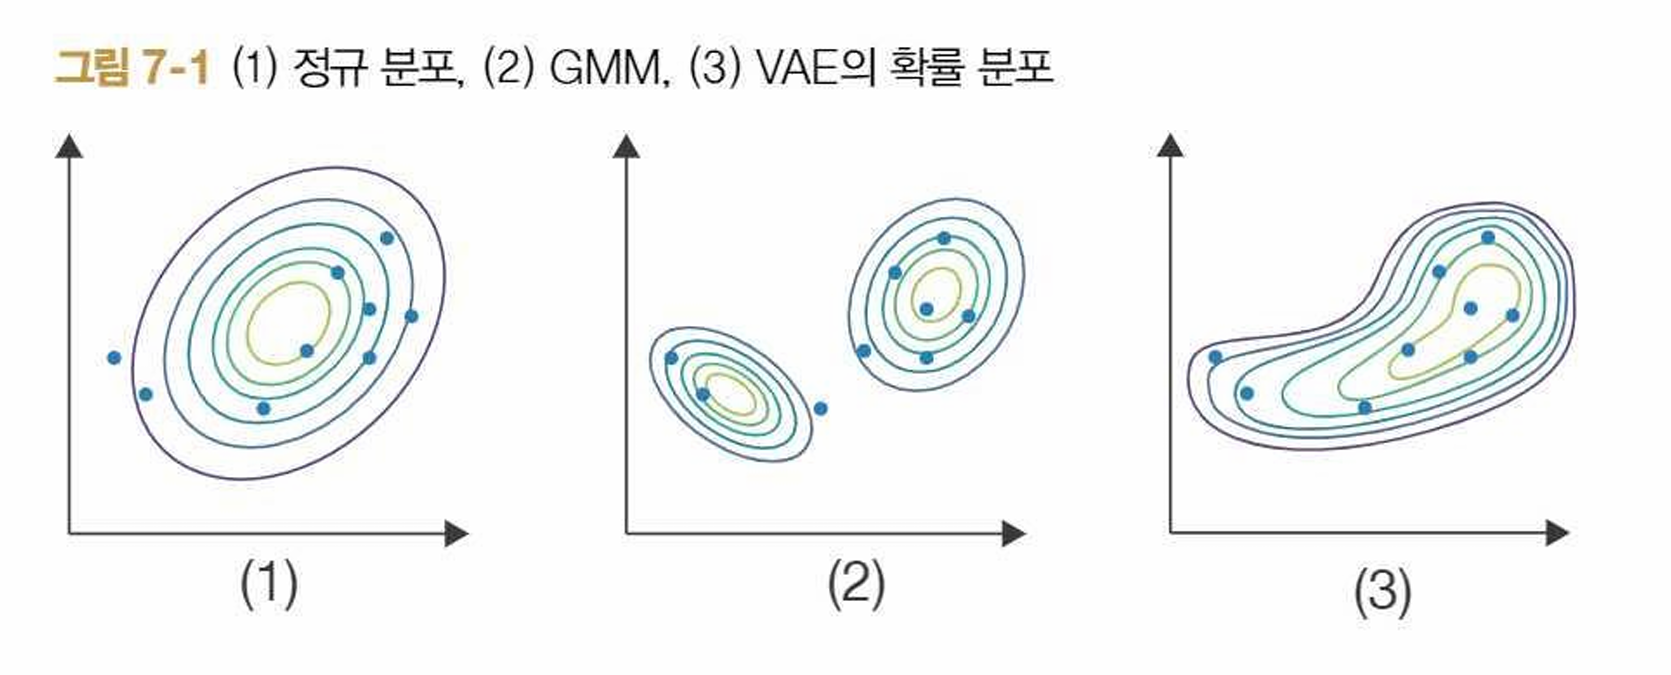 그림 7-1 (1) 정규 분포, (2) GMM, (3) VAE의 확률 분포
(1)
(2)
(3)